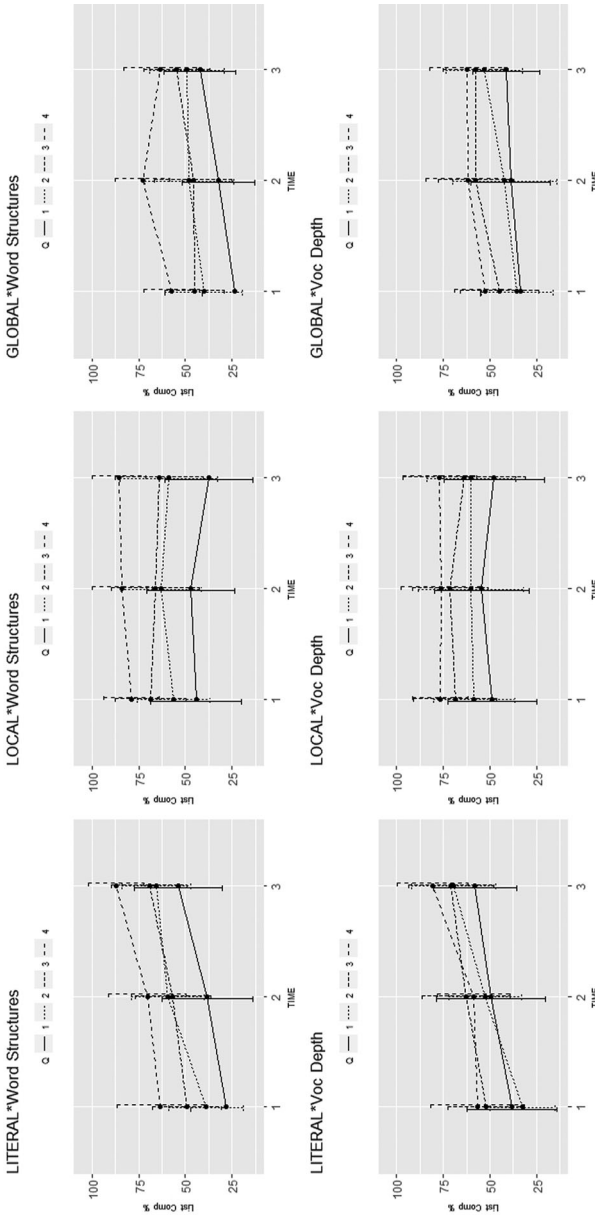 LITERAL*Word Structures
Q 1 2 3 4
100
75
50
25
List Comp %
1 2 3
TIME
LOCAL*Word Structures
Q 1 2 3 4
100
75
50
25
List Comp %
1 2 3
TIME
GLOBAL*Word Structures
Q 1 2 3 4
100
75
50
25
List Comp %
1 2 3
TIME
LITERAL*Voc Depth
Q 1 2 3 4
100
75
50
25
List Comp %
1 2 3
TIME
LOCAL*Voc Depth
Q 1 2 3 4
100
75
50
25
List Comp %
1 2 3
TIME
GLOBAL*Voc Depth
Q 1 2 3 4
100
75
50
25
List Comp %
1 2 3
TIME